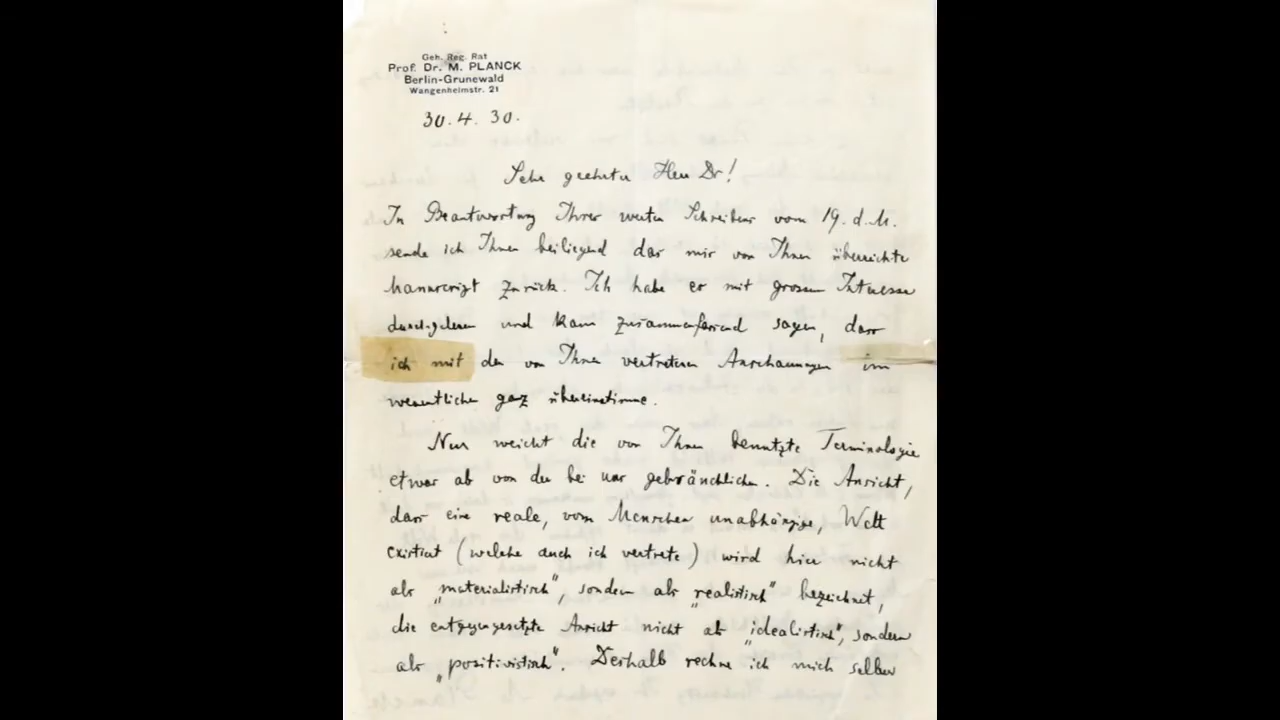 Geh. Reg. Rat
Prof. Dr. M. PLANCK
Berlin-Grunewald
Wangenheimstr. 21
30. 4. 30.
Sehr geehrter Herr Dr!
In Beantwortung Ihres werten Schreibens vom 19. d. M.
sende ich Ihnen beiliegend das mir von Ihnen überreichte
Manuscript zurück. Ich habe es mit grossem Interesse
durchgelesen und kann zusammenfassend sagen, dass
ich mit den von Ihnen vertretenen Anschauungen im
wesentlichen ganz übereinstimme.
Nur weicht die von Ihnen benutzte Terminologie
etwas ab von der bei uns gebräuchlichen. Die Ansicht,
dass eine reale, vom Menschen unabhängige, Welt
existiert (welche auch ich vertrete) wird hier nicht
als „materialistisch", sondern als „realistisch" bezeichnet,
die entgegengesetzte Ansicht nicht als „idealistisch", sondern
als „positivistisch". Deshalb rechne ich mich selber